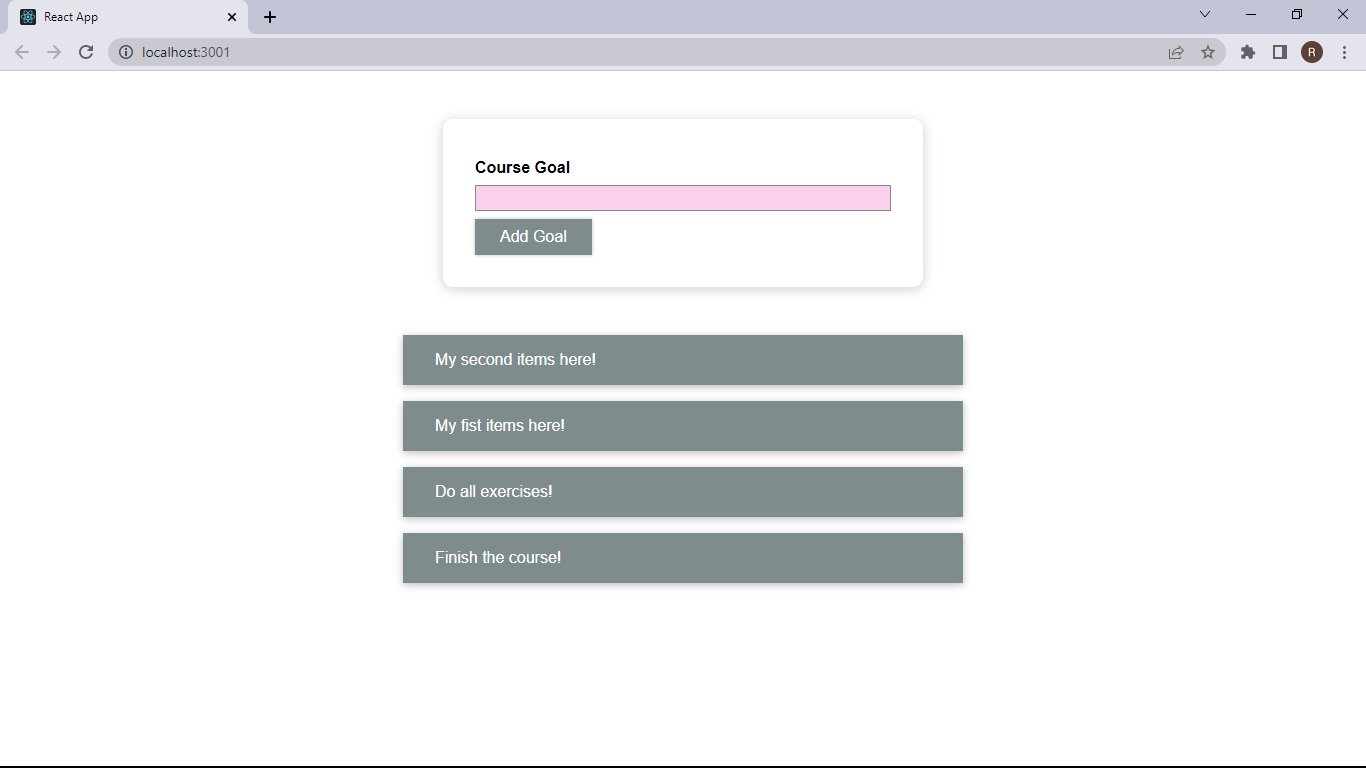 React App
localhost:3001
R
Course Goal
Add Goal
My second items here!
My fist items here!
Do all exercises!
Finish the course!